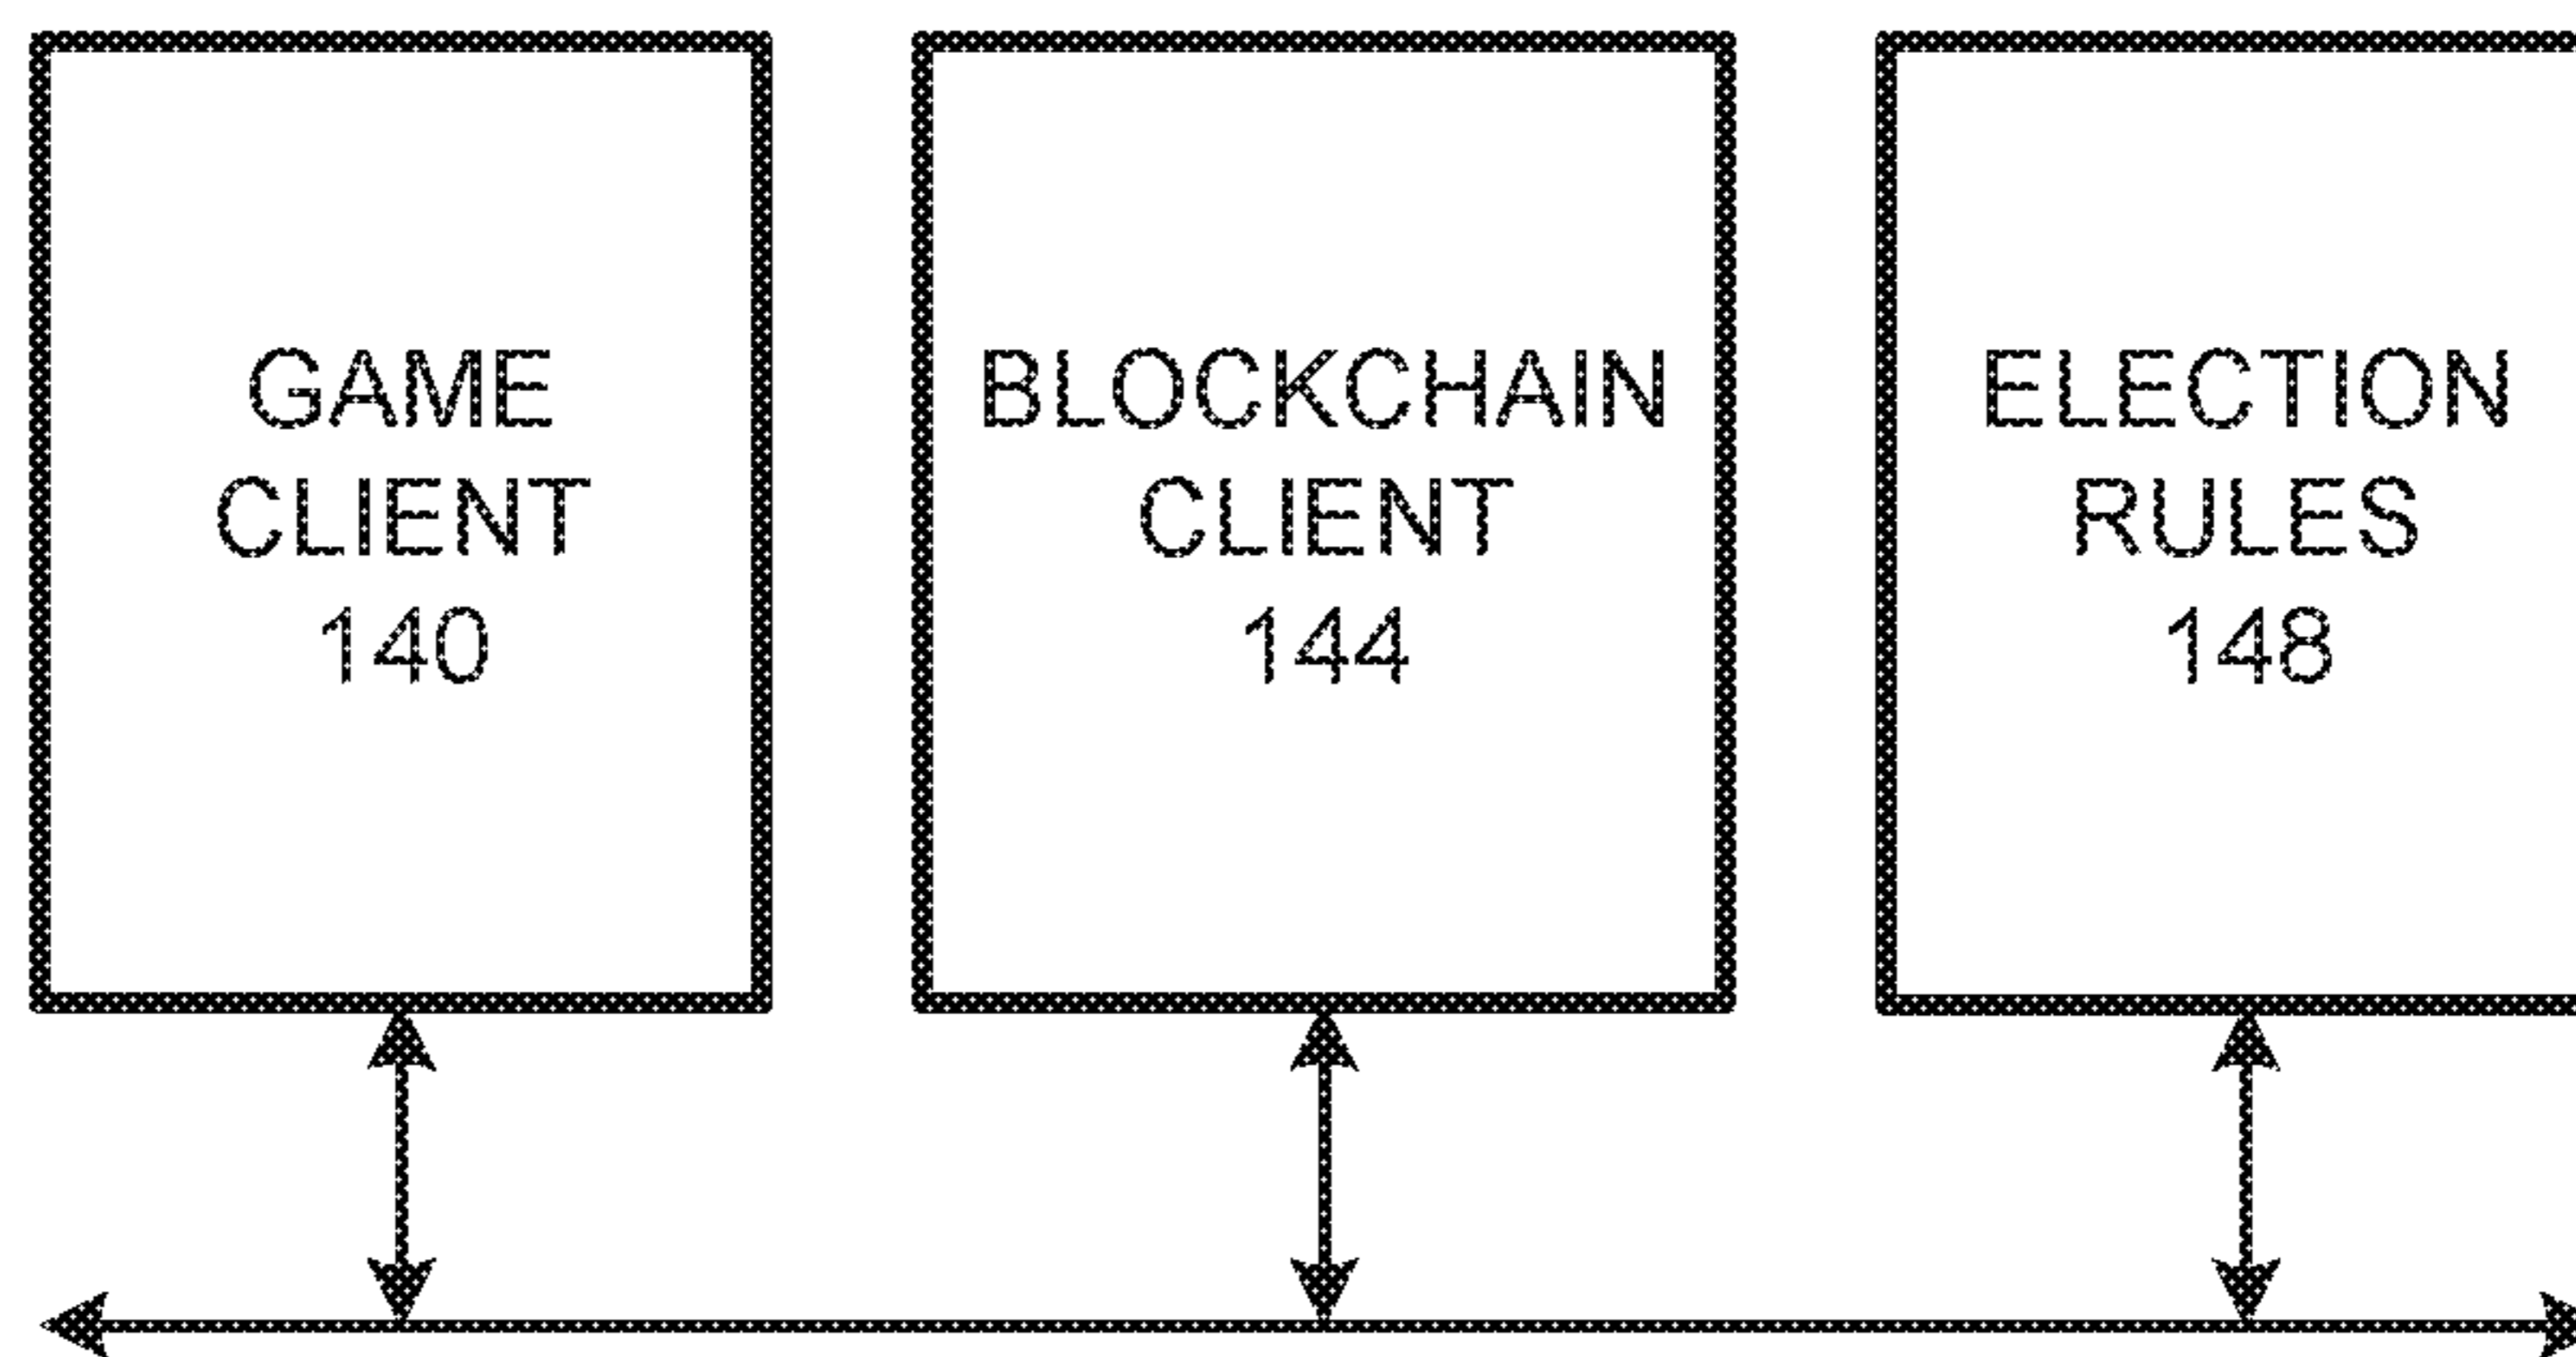 GAME
CLIENT
140
BLOCKCHAIN
CLIENT
144
ELECTION
RULES
148